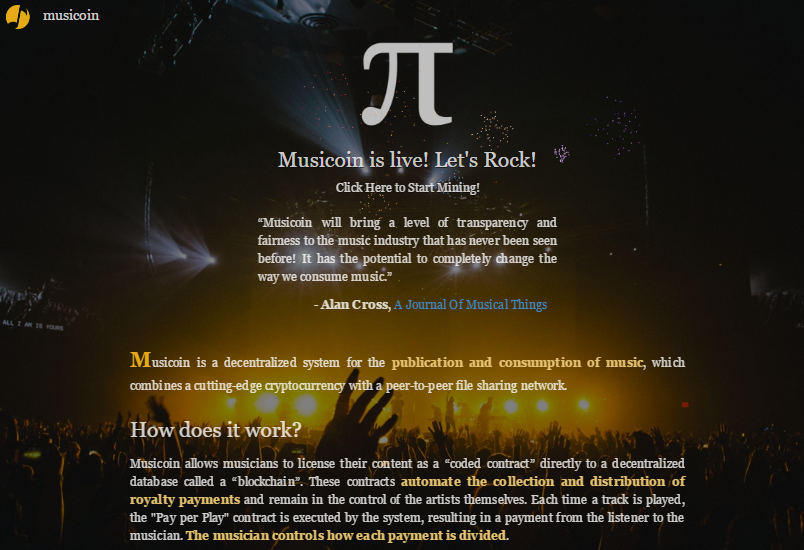 musicoin
π
Musicoin is live! Let's Rock!
Click Here to Start Mining!
“Musicoin will bring a level of transparency and
fairness to the music industry that has never been seen
before! It has the potential to completely change the
way we consume music.”
- Alan Cross, A Journal Of Musical Things
ALL I AM IS YOURS
Musicoin is a decentralized system for the publication and consumption of music, which
combines a cutting-edge cryptocurrency with a peer-to-peer file sharing network.
How does it work?
Musicoin allows musicians to license their content as a “coded contract” directly to a decentralized
database called a “blockchain”. These contracts automate the collection and distribution of
royalty payments and remain in the control of the artists themselves. Each time a track is played,
the "Pay per Play" contract is executed by the system, resulting in a payment from the listener to the
musician. The musician controls how each payment is divided.